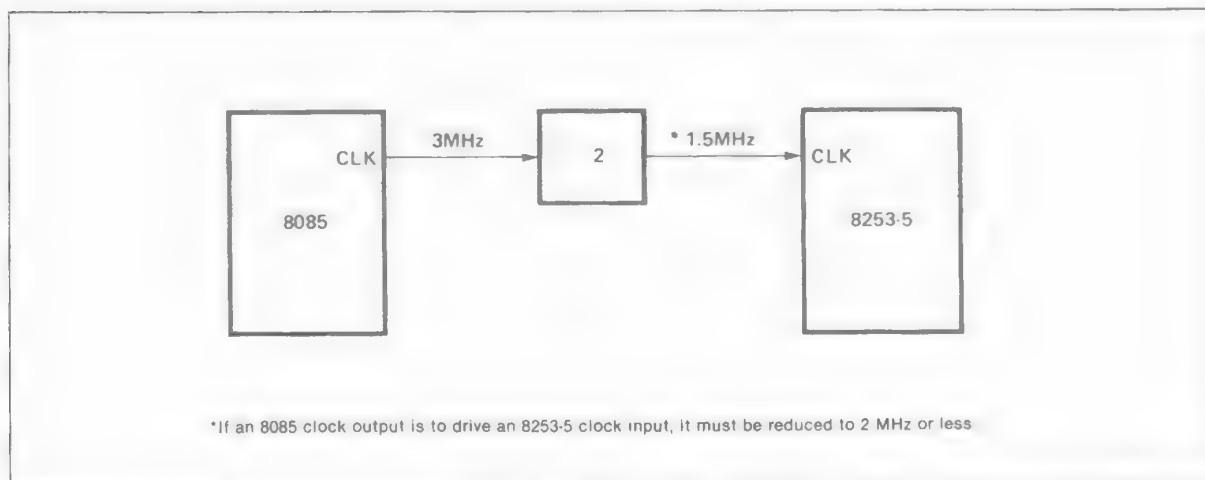 3MHz
2
* 1.5MHz
CLK
CLK
8085
8253-5
*If an 8085 clock output is to drive an 8253-5 clock input, it must be reduced to 2 MHz or less